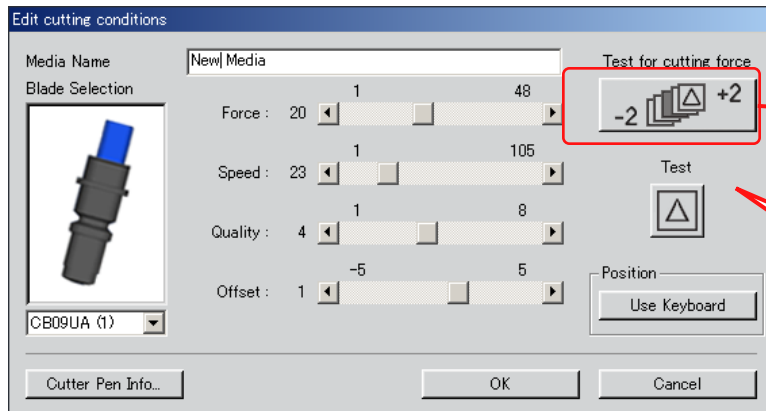 Edit cutting conditions
Media Name
New Media
Test for cutting force
Blade Selection
1 48
Force : 20
-2 +2
1 105
Speed : 23
Test
1 8
Quality : 4
-5 5
Offset : 1
Position
Use Keyboard
CB09UA (1)
Cutter Pen Info...
OK
Cancel